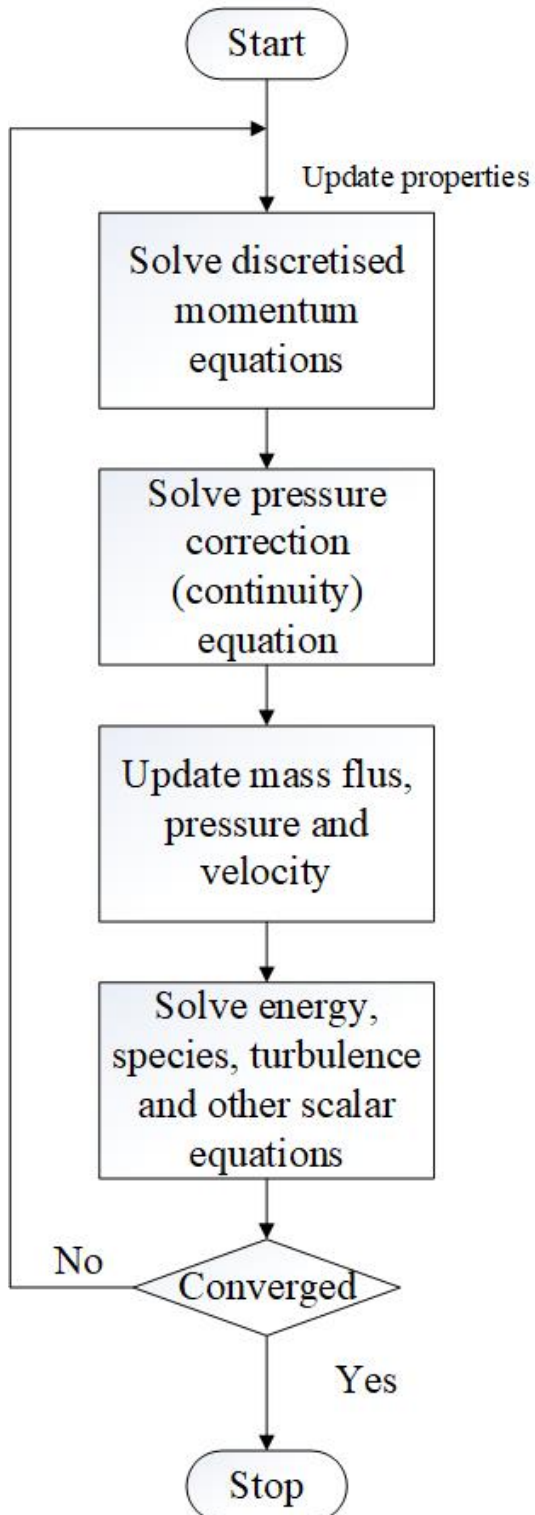 Start
Update properties
Solve discretised
momentum
equations
Solve pressure
correction
(continuity)
equation
Update mass flus,
pressure and
velocity
Solve energy,
species, turbulence
and other scalar
equations
No
Converged
Yes
Stop